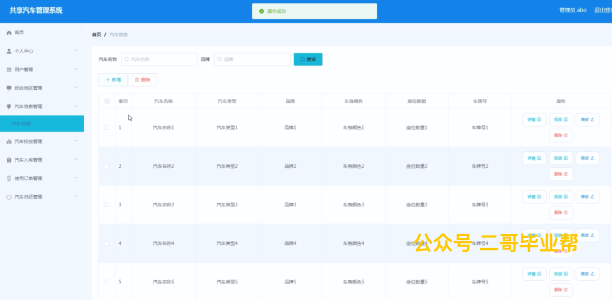 共享汽车管理系统
操作成功
管理员 abo 退出登录
首页
个人中心
用户管理
投放地区管理
汽车信息管理
汽车信息
汽车投放管理
汽车入库管理
使用订单管理
汽车归还管理
首页 / 汽车信息
汽车名称 汽车名称 品牌 品牌 查询
+ 新增 删除
索引 汽车名称 汽车类型 品牌 车身颜色 座位数量 车牌号 操作
1 汽车名称1 汽车类型1 品牌1 车身颜色1 座位数量1 车牌号1 详情 投放 修改
删除
2 汽车名称2 汽车类型2 品牌2 车身颜色2 座位数量2 车牌号2 详情 投放 修改
删除
3 汽车名称3 汽车类型3 品牌3 车身颜色3 座位数量3 车牌号3 详情 投放 修改
删除
4 汽车名称4 汽车类型4 品牌4 车身颜色4 座位数量4 车牌号4 详情 投放 修改
删除
公众号·二哥毕业帮
5 汽车名称5 汽车类型5 品牌5 车身颜色5 座位数量5 车牌号5 详情 投放 修改
删除